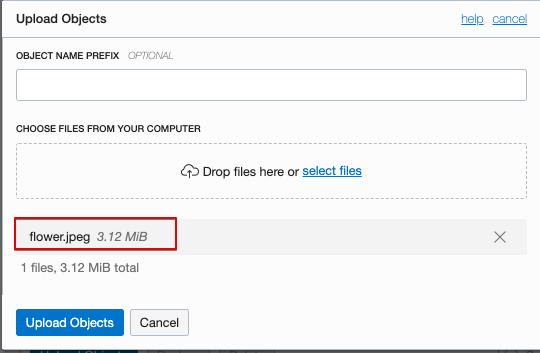 Upload Objects help cancel
OBJECT NAME PREFIX OPTIONAL
CHOOSE FILES FROM YOUR COMPUTER
Drop files here or select files
flower.jpeg 3.12 MiB
1 files, 3.12 MiB total
Upload Objects Cancel